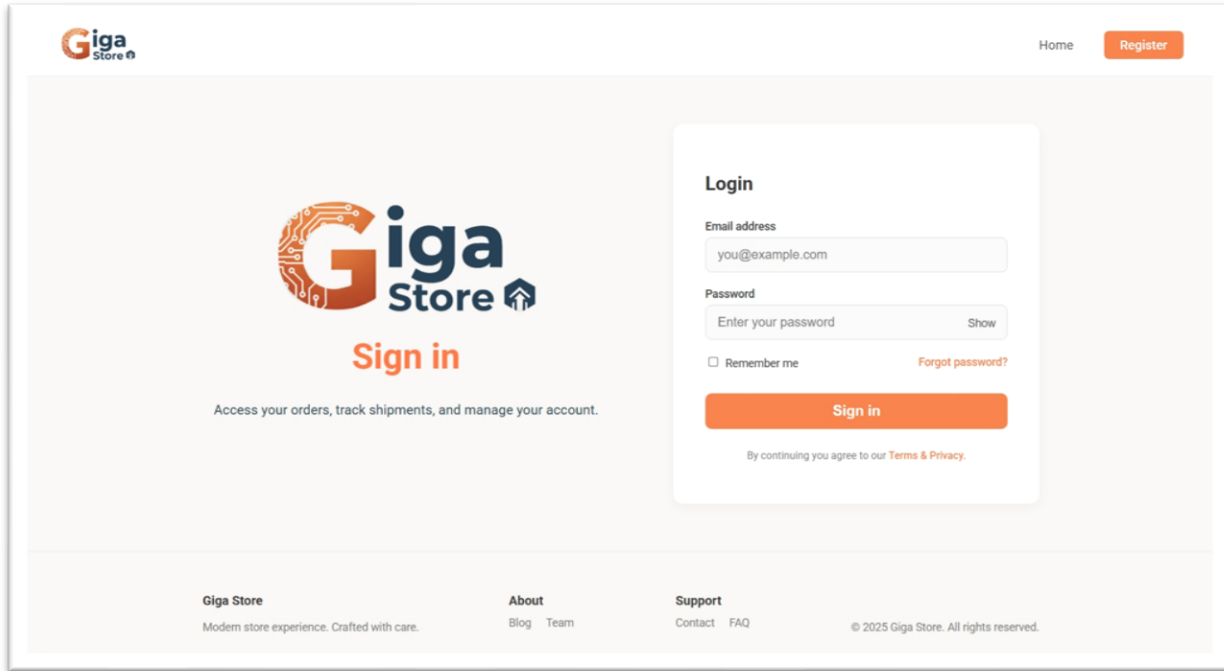 Giga
Store
Home
Register
Giga
Store
Sign in
Access your orders, track shipments, and manage your account.
Login
Email address
you@example.com
Password
Enter your password
Show
Remember me
Forgot password?
Sign in
By continuing you agree to our Terms & Privacy.
Giga Store
Modern store experience. Crafted with care.
About
Blog Team
Support
Contact FAQ
© 2025 Giga Store. All rights reserved.